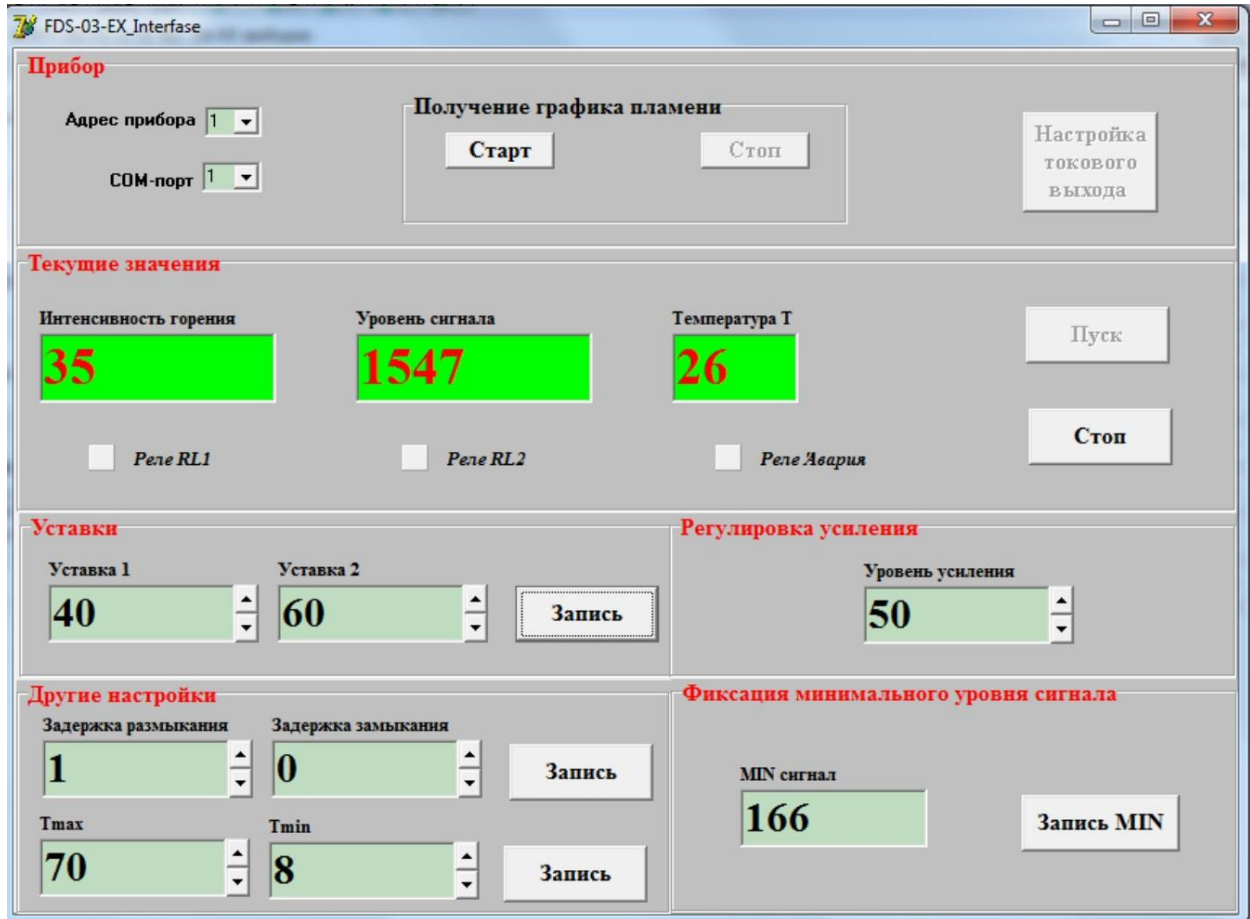 FDS-03-EX_Interfase
Прибор
Адрес прибора 1
COM-порт 1
Получение графика пламени
Старт
Стоп
Настройка
токового
выхода
Текущие значения
Интенсивность горения
35
Уровень сигнала
1547
Температура Т
26
Пуск
Стоп
Реле RL1
Реле RL2
Реле Авария
Уставки
Уставка 1
40
Уставка 2
60
Запись
Регулировка усиления
Уровень усиления
50
Другие настройки
Задержка размыкания
1
Задержка замыкания
0
Запись
Tmax
70
Tmin
8
Запись
Фиксация минимального уровня сигнала
MIN сигнал
166
Запись MIN